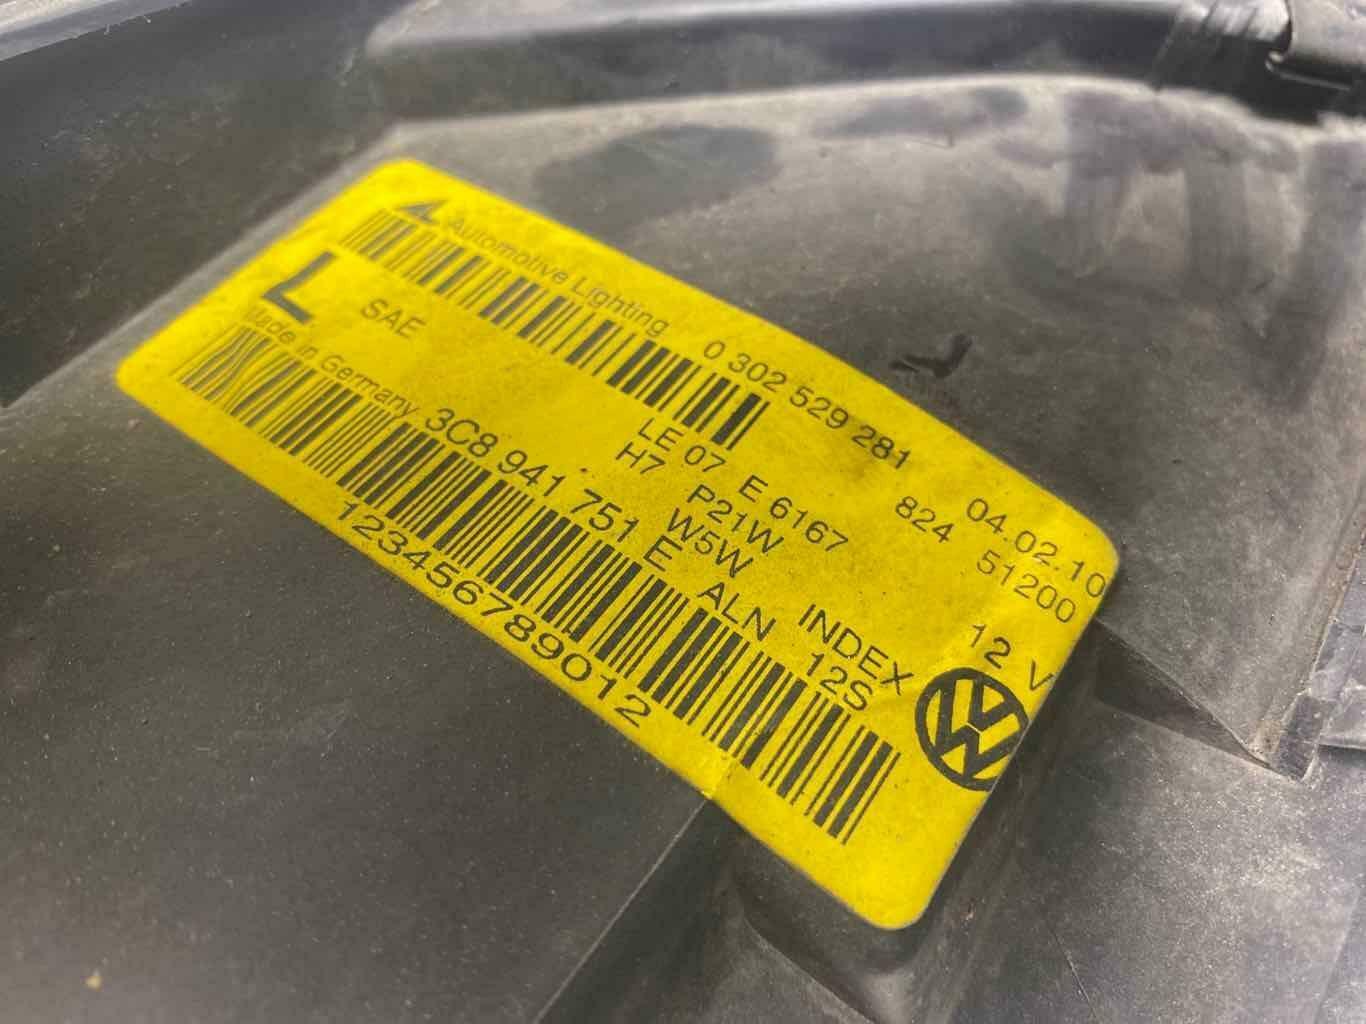 AL Automotive Lighting 0 302 529 281 04.02.10
824 51200
L SAE LE 07 E 6167 12 V
H7 P21W
W5W INDEX
Made in Germany 3C8 941 751 E ALN 12S
123456789012